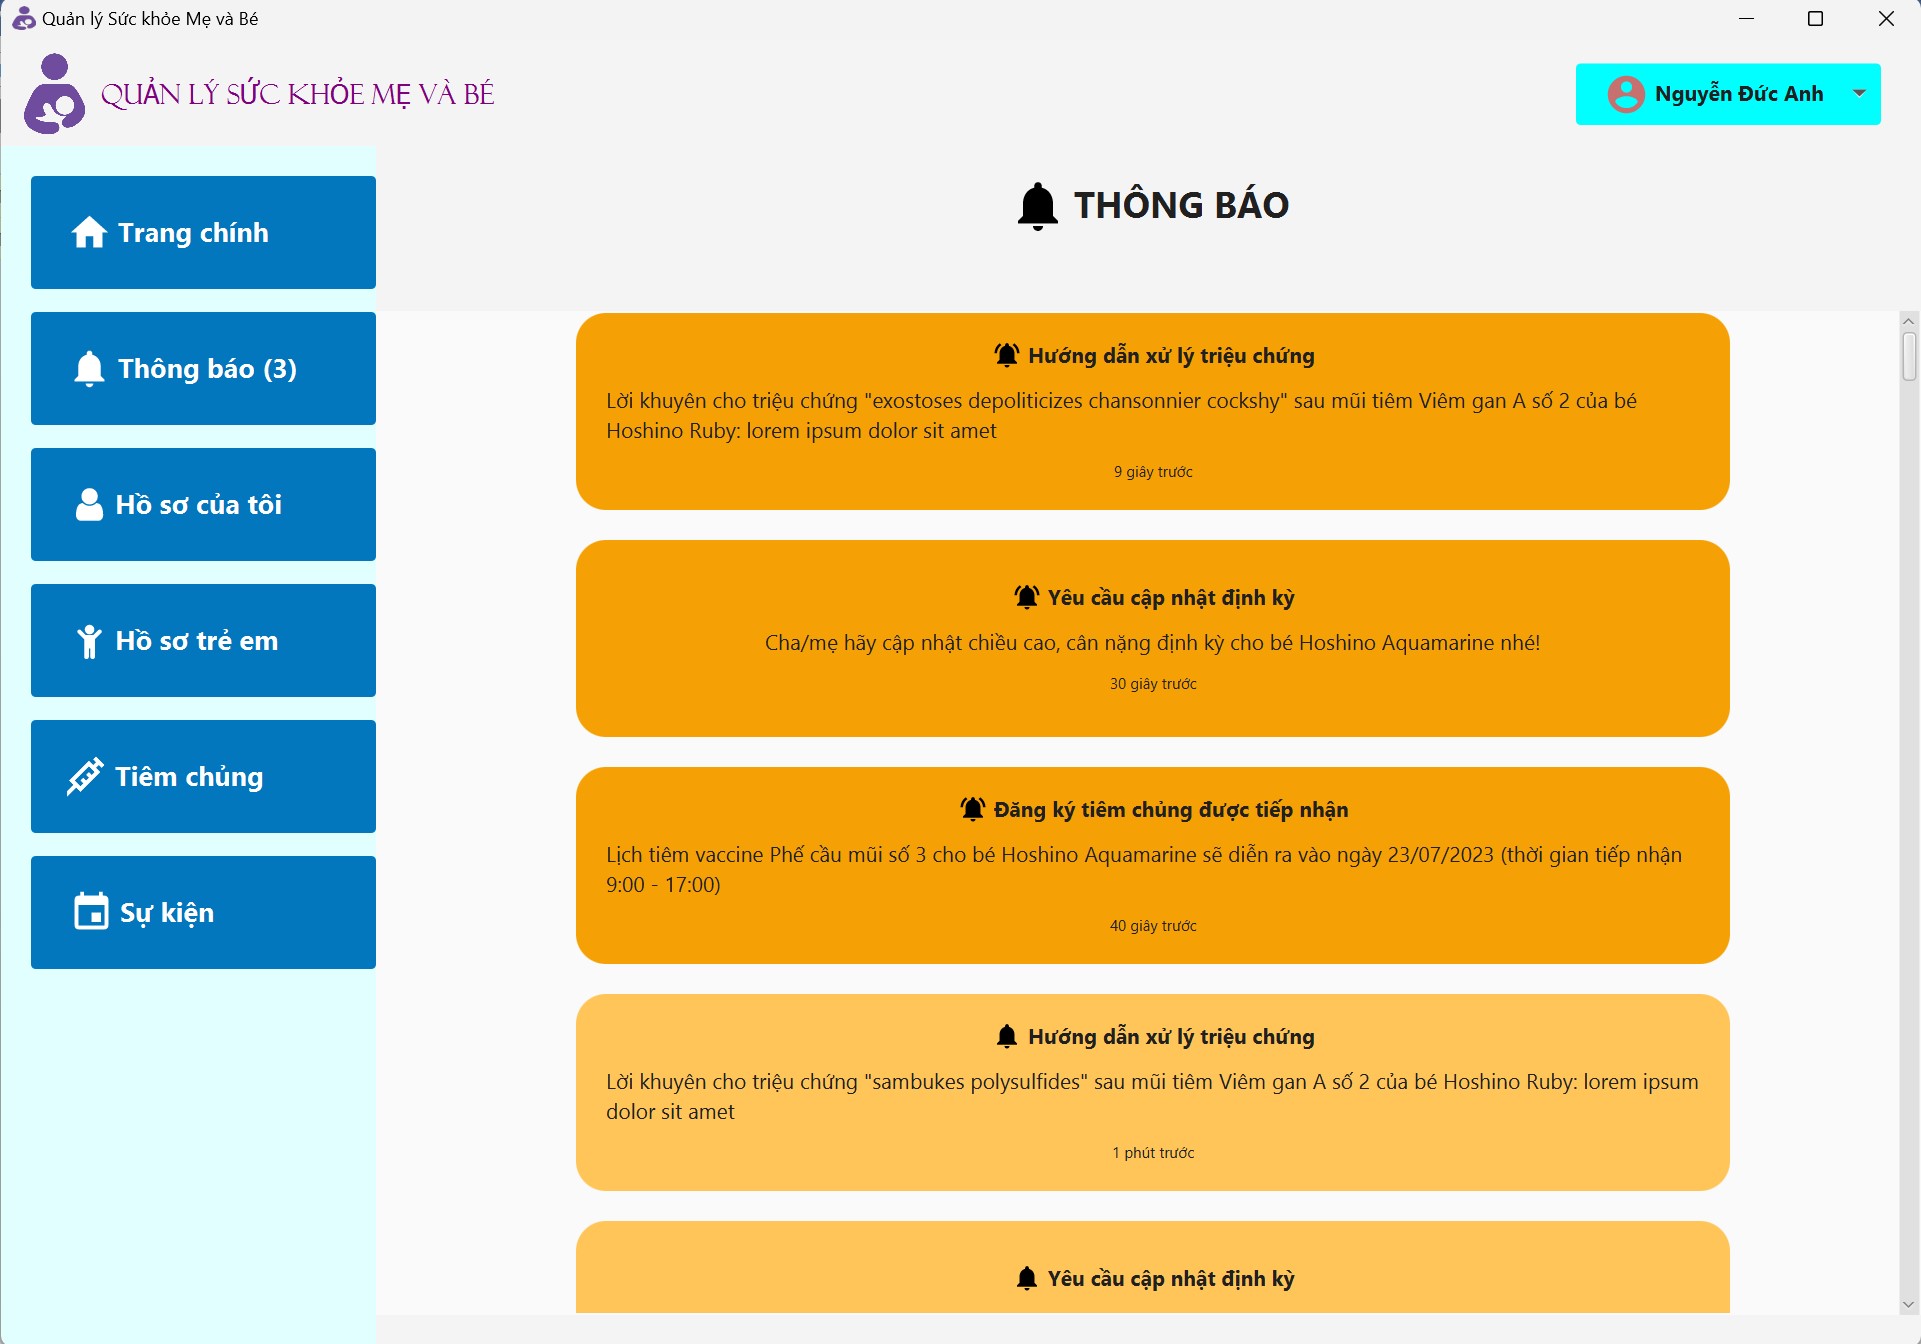 Quản lý Sức khỏe Mẹ và Bé
QUẢN LÝ SỨC KHỎE MẸ VÀ BÉ
Nguyễn Đức Anh
Trang chính
Thông báo (3)
Hồ sơ của tôi
Hồ sơ trẻ em
Tiêm chủng
Sự kiện
THÔNG BÁO
Hướng dẫn xử lý triệu chứng
Lời khuyên cho triệu chứng "exostoses depoliticizes chansonnier cockshy" sau mũi tiêm Viêm gan A số 2 của bé
Hoshino Ruby: lorem ipsum dolor sit amet
9 giây trước
Yêu cầu cập nhật định kỳ
Cha/mẹ hãy cập nhật chiều cao, cân nặng định kỳ cho bé Hoshino Aquamarine nhé!
30 giây trước
Đăng ký tiêm chủng được tiếp nhận
Lịch tiêm vaccine Phế cầu mũi số 3 cho bé Hoshino Aquamarine sẽ diễn ra vào ngày 23/07/2023 (thời gian tiếp nhận
9:00 - 17:00)
40 giây trước
Hướng dẫn xử lý triệu chứng
Lời khuyên cho triệu chứng "sambukes polysulfides" sau mũi tiêm Viêm gan A số 2 của bé Hoshino Ruby: lorem ipsum
dolor sit amet
1 phút trước
Yêu cầu cập nhật định kỳ